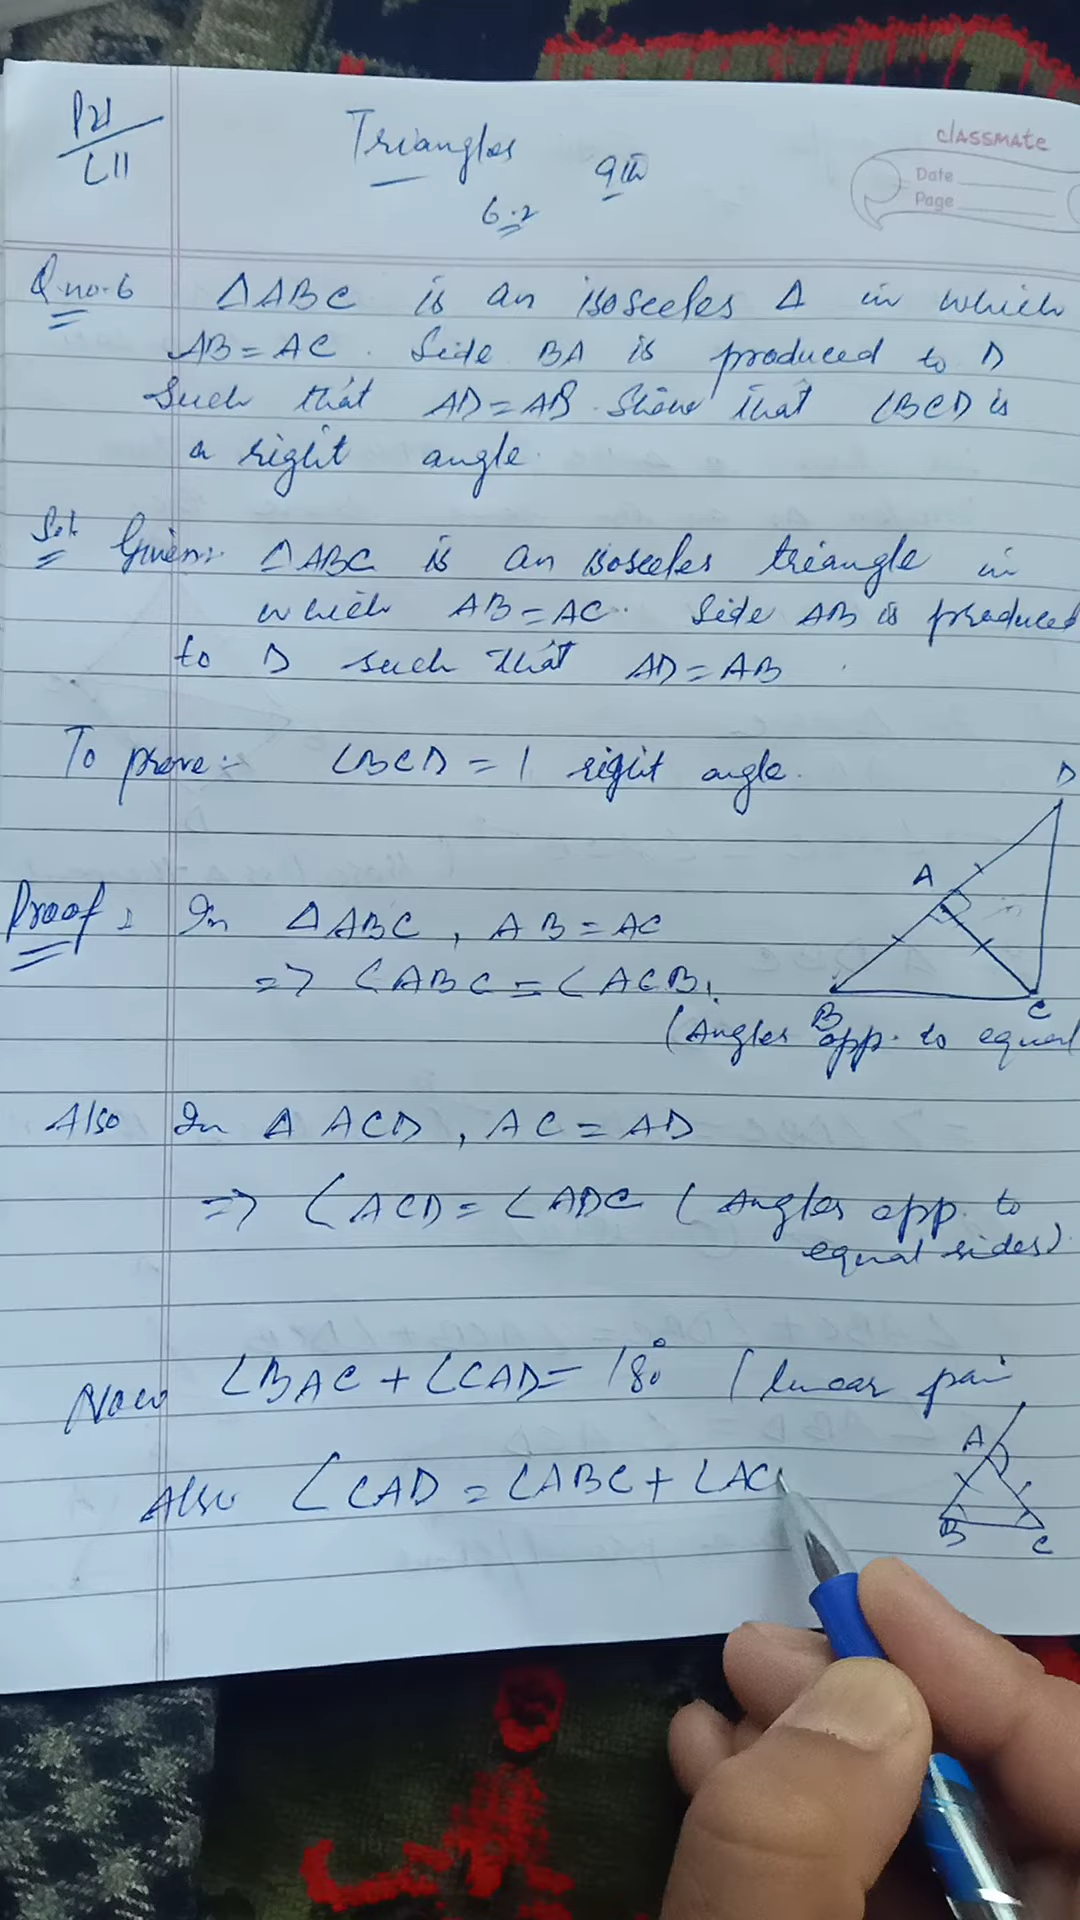 P21
L11
Triangles
9th
6.2
classmate
Date
Page
Q.no.6 ΔABC is an isosceles Δ in which
AB = AC. Side BA is produced to D
such that AD = AB. Show that ∠BCD is
a right angle.
Sol. Given:- ΔABC is an isosceles triangle in
which AB = AC. Side AB is produced
to D such that AD = AB
To prove:- ∠BCD = 1 right angle.
D
A
B
C
Proof: In ΔABC, AB = AC
=> ∠ABC = ∠ACB.
(Angles opp. to equal
Also In Δ ACD, AC = AD
=> ∠ACD = ∠ADC (Angles opp. to
equal sides)
Now ∠BAC + ∠CAD = 180° (linear pair
Also ∠CAD = ∠ABC + ∠AC
A
B
C